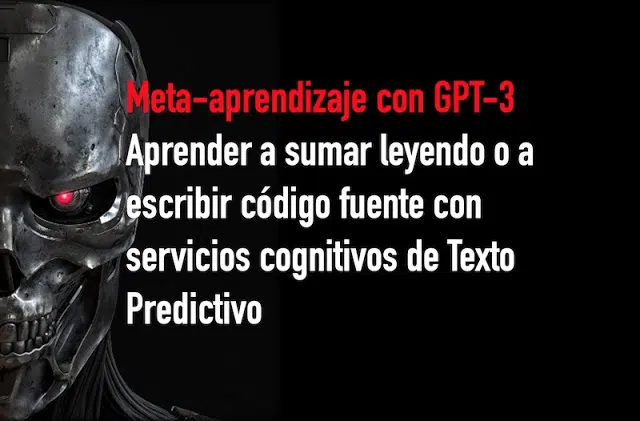 Meta-aprendizaje con GPT-3
Aprender a sumar leyendo o a
escribir código fuente con
servicios cognitivos de Texto
Predictivo